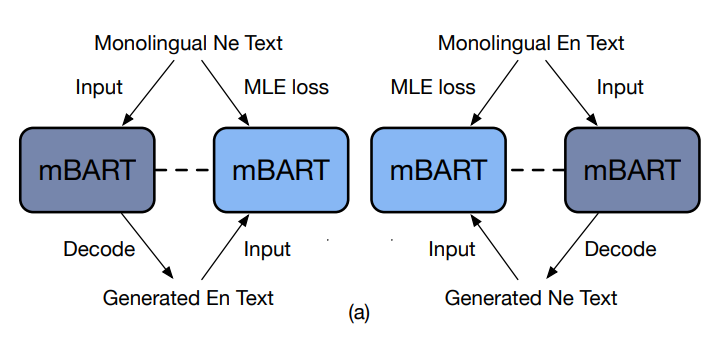 Monolingual Ne Text
Monolingual En Text
Input
MLE loss
MLE loss
Input
mBART
mBART
mBART
mBART
Decode
Input
Input
Decode
Generated En Text
Generated Ne Text
(a)